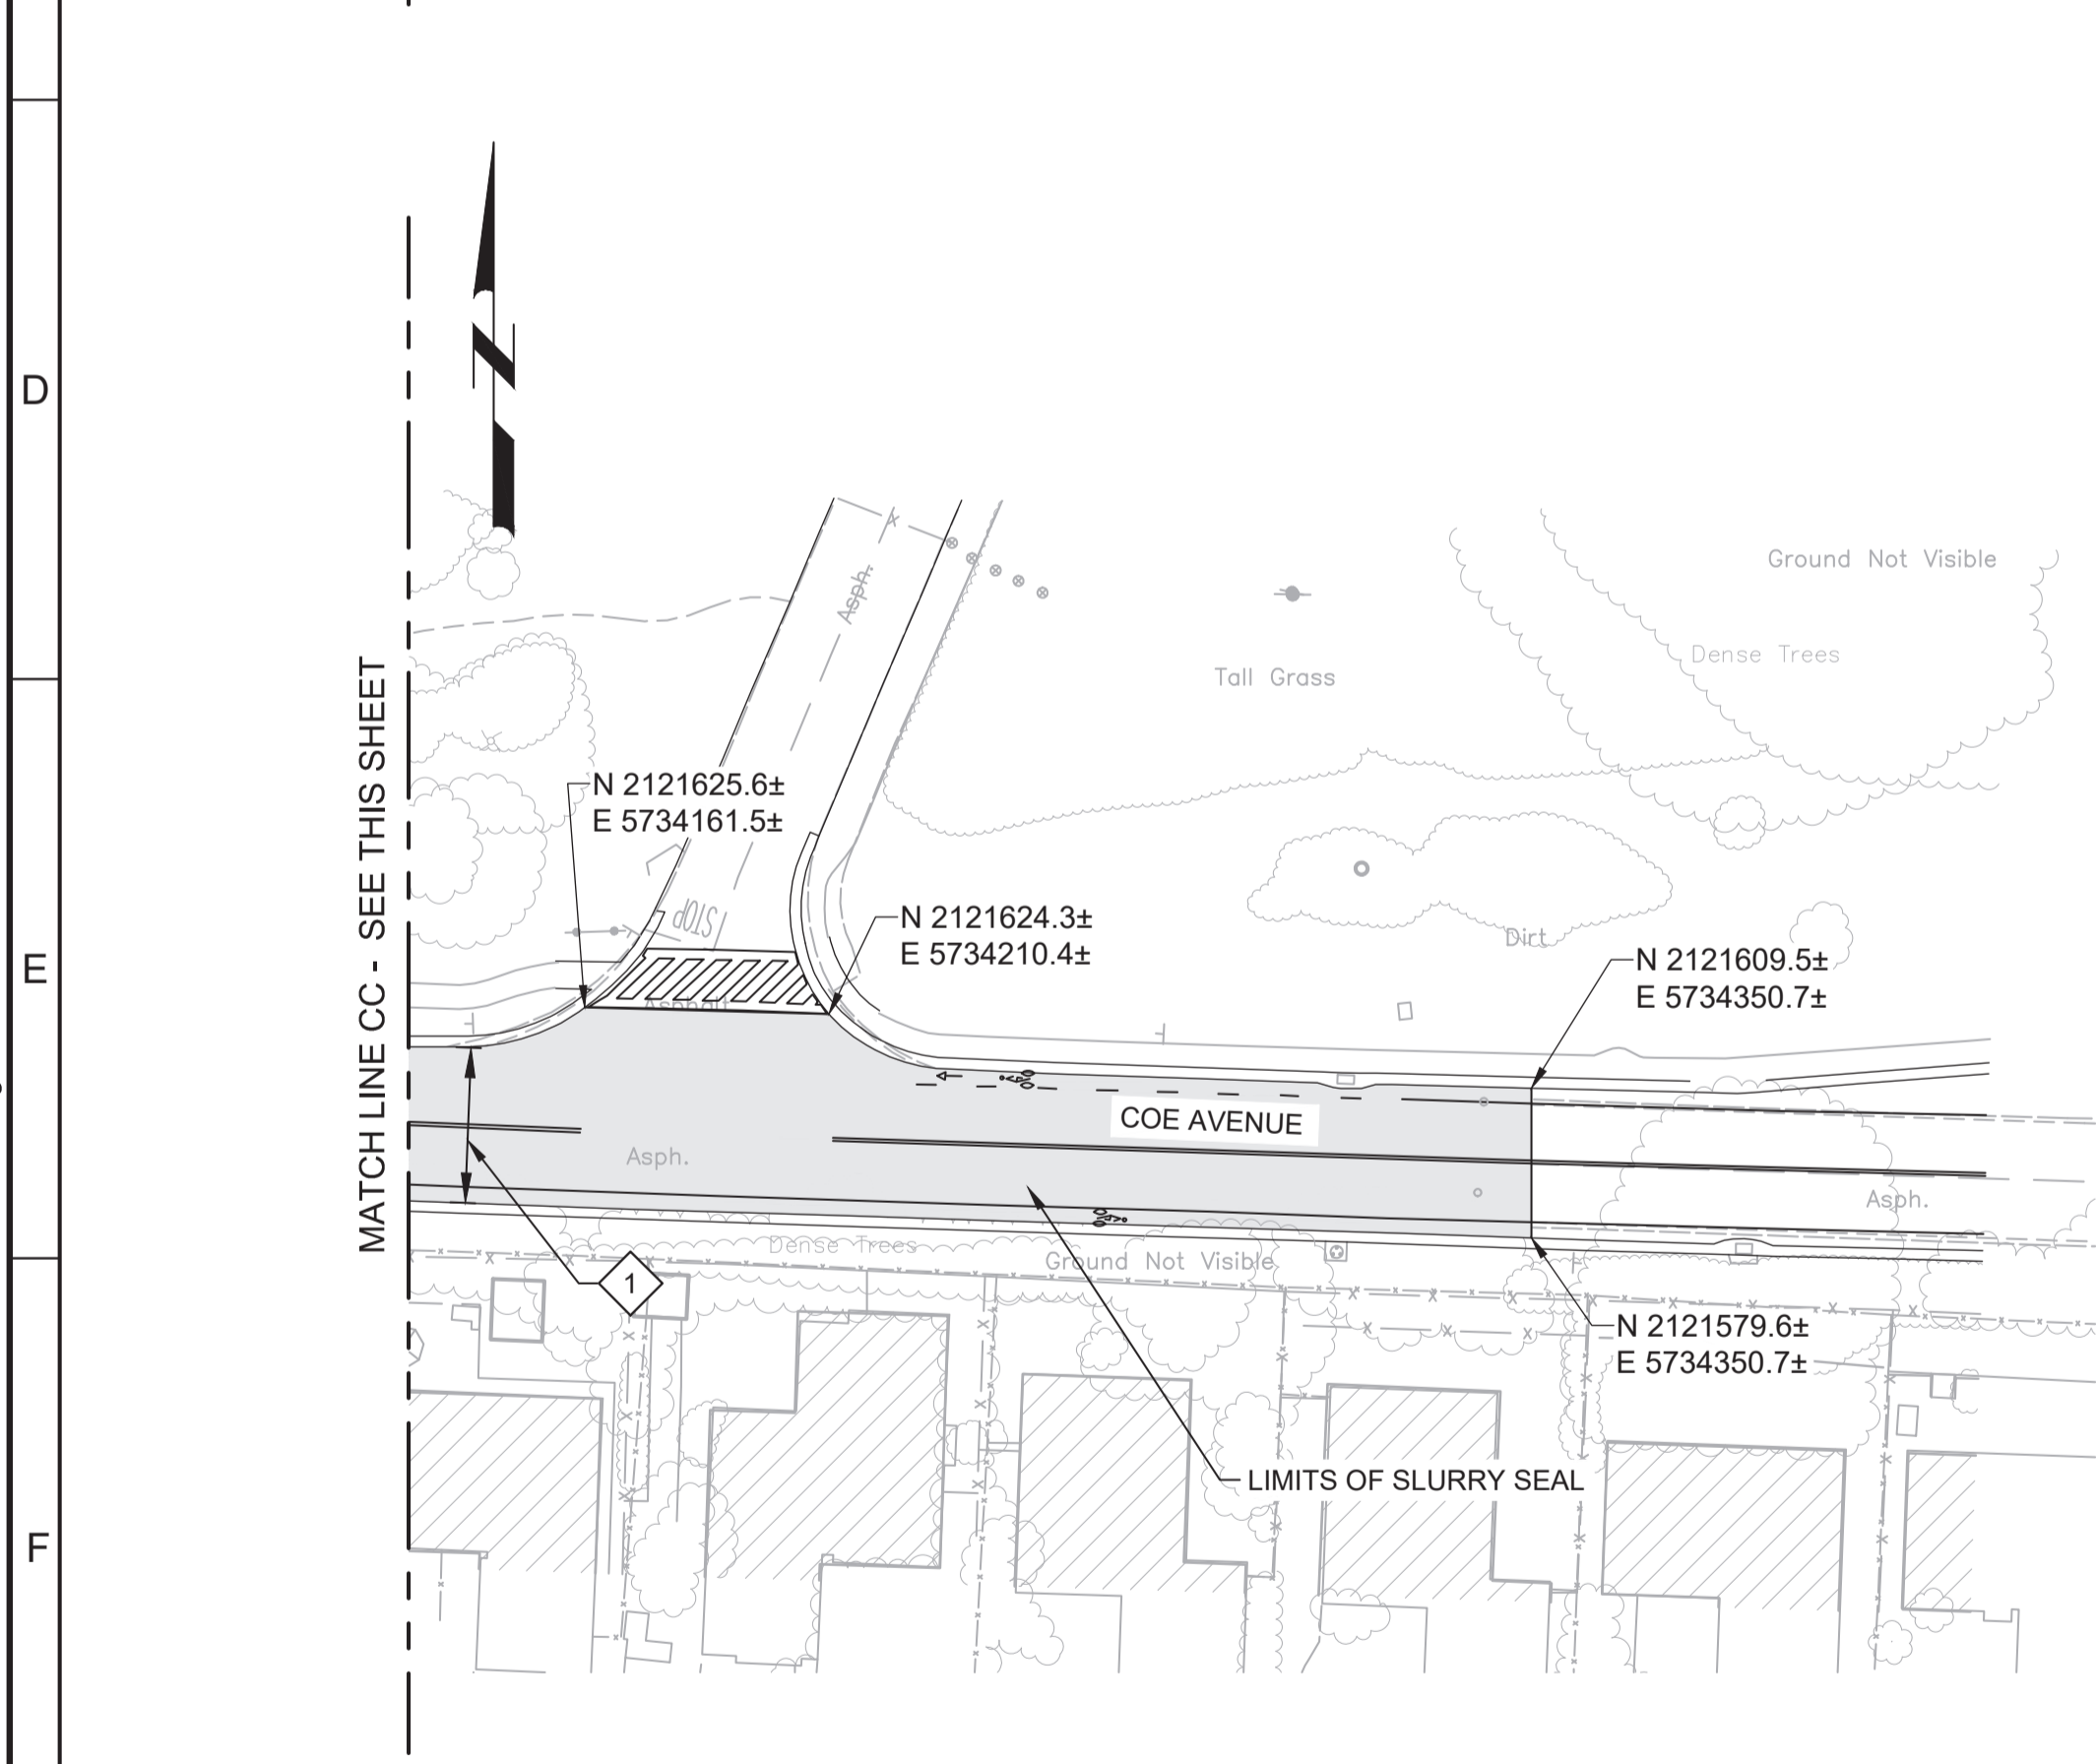 D
E
F
MATCH LINE CC - SEE THIS SHEET
N
Asph.
Ground Not Visible
Dense Trees
Tall Grass
N 2121625.6±
E 5734161.5±
STOP
N 2121624.3±
E 5734210.4±
Dirt
N 2121609.5±
E 5734350.7±
Asphalt
COE AVENUE
Asph.
Asph.
Dense Trees
Ground Not Visible
1
N 2121579.6±
E 5734350.7±
LIMITS OF SLURRY SEAL